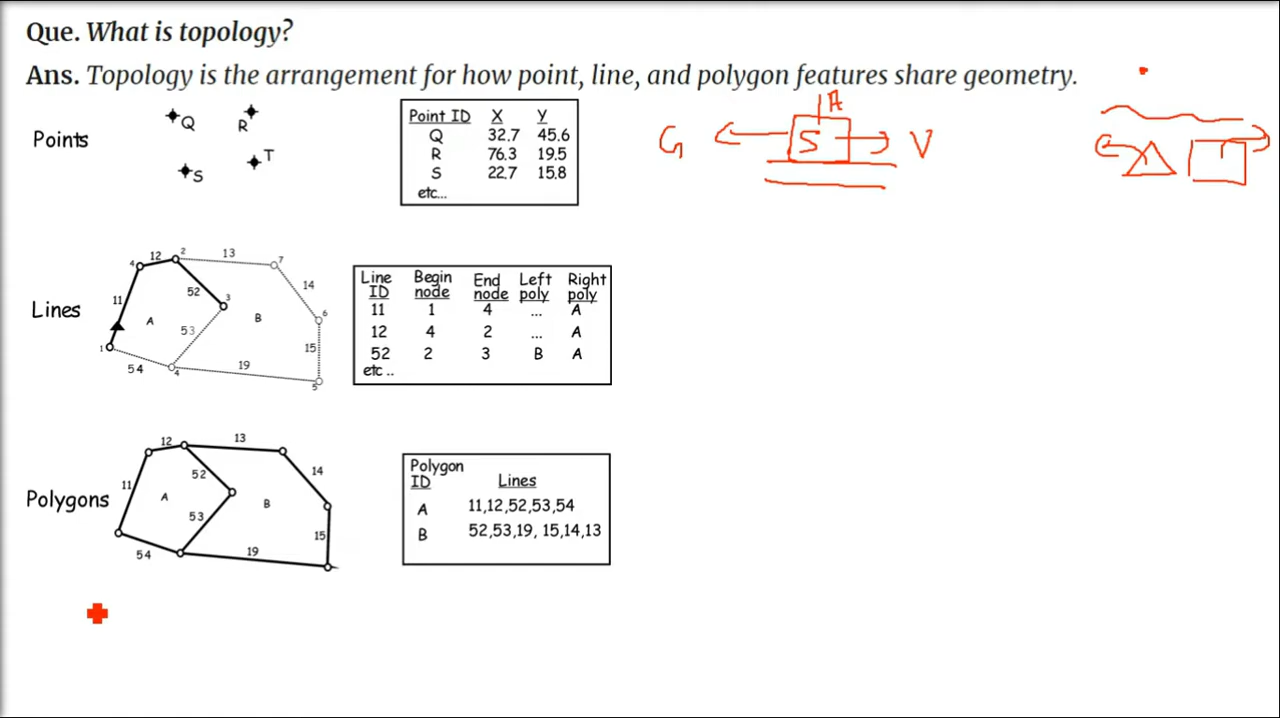 Que. What is topology?
Ans. Topology is the arrangement for how point, line, and polygon features share geometry.
Points
Q
R
S
T
Point ID X Y
Q 32.7 45.6
R 76.3 19.5
S 22.7 15.8
etc...
G S A V
Lines
4 12 2 13 7
11 52 3 14
A 53 B 6
1 54 4 19 15 5
Line ID Begin node End node Left poly Right poly
11 1 4 ... A
12 4 2 ... A
52 2 3 B A
etc ..
Polygons
12 13
11 52 14
A B
53 15
54 19
Polygon ID Lines
A 11,12,52,53,54
B 52,53,19, 15,14,13